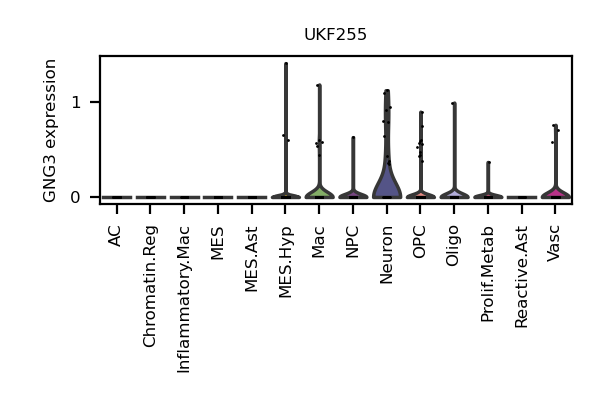 UKF255
GNG3 expression
1
0
AC
Chromatin.Reg
Inflammatory.Mac
MES
MES.Ast
MES.Hyp
Mac
NPC
Neuron
OPC
Oligo
Prolif.Metab
Reactive.Ast
Vasc